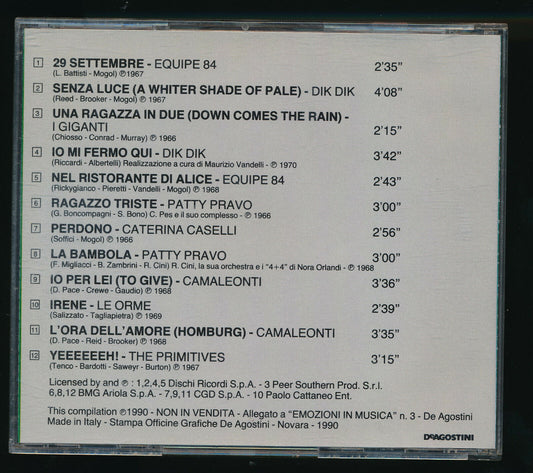 1 29 SETTEMBRE - EQUIPE 84 2'35"
(L. Battisti - Mogol) ℗1967
2 SENZA LUCE (A WHITER SHADE OF PALE) - DIK DIK 4'08"
(Reed - Brooker - Mogol) ℗ 1967
3 UNA RAGAZZA IN DUE (DOWN COMES THE RAIN) -
I GIGANTI 2'15"
(Chiosso - Conrad - Murray) ℗ 1966
4 IO MI FERMO QUI - DIK DIK 3'42"
(Riccardi - Albertelli) Realizzazione a cura di Maurizio Vandelli - ℗ 1970
5 NEL RISTORANTE DI ALICE - EQUIPE 84 2'43"
(Rickygianco - Pieretti - Vandelli - Mogol) ℗ 1968
6 RAGAZZO TRISTE - PATTY PRAVO 3'00"
(G. Boncompagni - S. Bono) C. Pes e il suo complesso - ℗ 1966
7 PERDONO - CATERINA CASELLI 2'56"
(Soffici - Mogol) ℗ 1966
8 LA BAMBOLA - PATTY PRAVO 3'00"
(F. Migliacci - B. Zambrini - R. Cini) R. Cini, la sua orchestra e i "4+4" di Nora Orlandi - ℗ 1968
9 IO PER LEI (TO GIVE) - CAMALEONTI 3'36"
(D. Pace - Crewe - Gaudio) ℗ 1968
10 IRENE - LE ORME 2'39"
(Salizzato - Tagliapietra) ℗ 1969
11 L'ORA DELL'AMORE (HOMBURG) - CAMALEONTI 3'35"
(D. Pace - Reid - Brooker) ℗ 1968
12 YEEEEEEH! - THE PRIMITIVES 3'15"
(Tenco - Bardotti - Saweyr - Burton) ℗ 1967
Licensed by and ℗ : 1,2,4,5 Dischi Ricordi S.p.A. - 3 Peer Southern Prod. S.r.l.
6,8,12 BMG Ariola S.p.A. - 7,9,11 CGD S.p.A. - 10 Paolo Cattaneo Ent.
This compilation ℗1990 - NON IN VENDITA - Allegato a "EMOZIONI IN MUSICA" n. 3 - De Agostini
Made in Italy - Stampa Officine Grafiche De Agostini - Novara - 1990
DEAGOSTINI